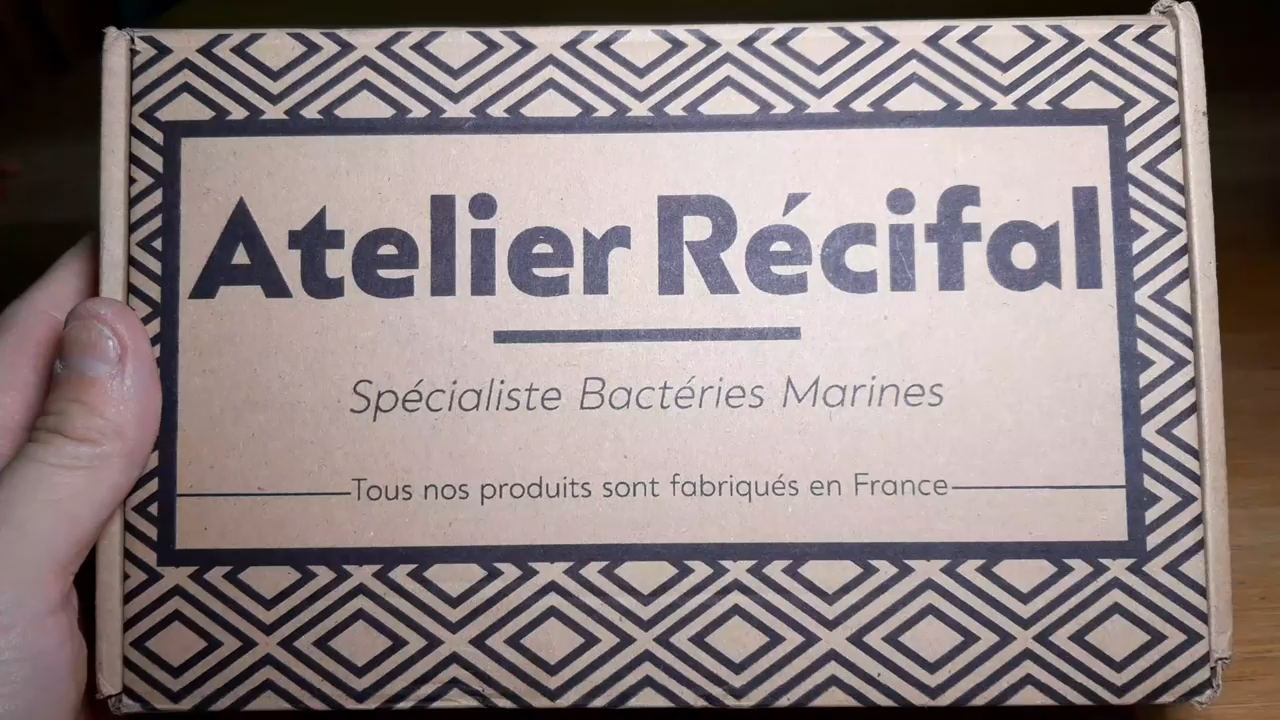 Atelier Récifal
Spécialiste Bactéries Marines
Tous nos produits sont fabriqués en France